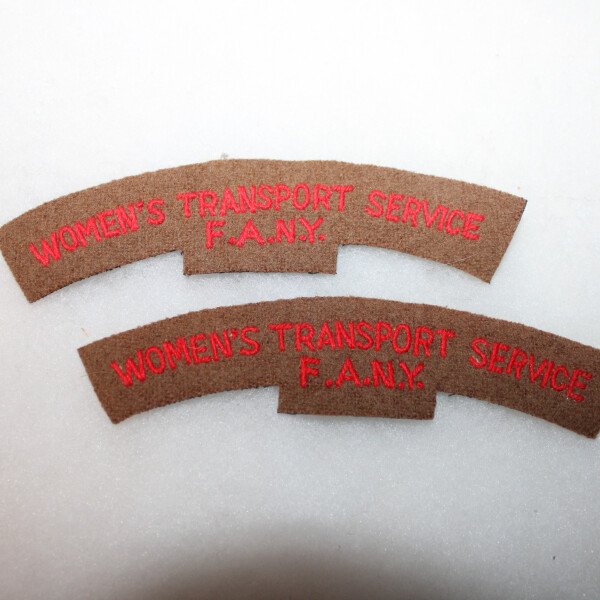 WOMEN'S TRANSPORT SERVICE
F.A.N.Y.
WOMEN'S TRANSPORT SERVICE
F.A.N.Y.